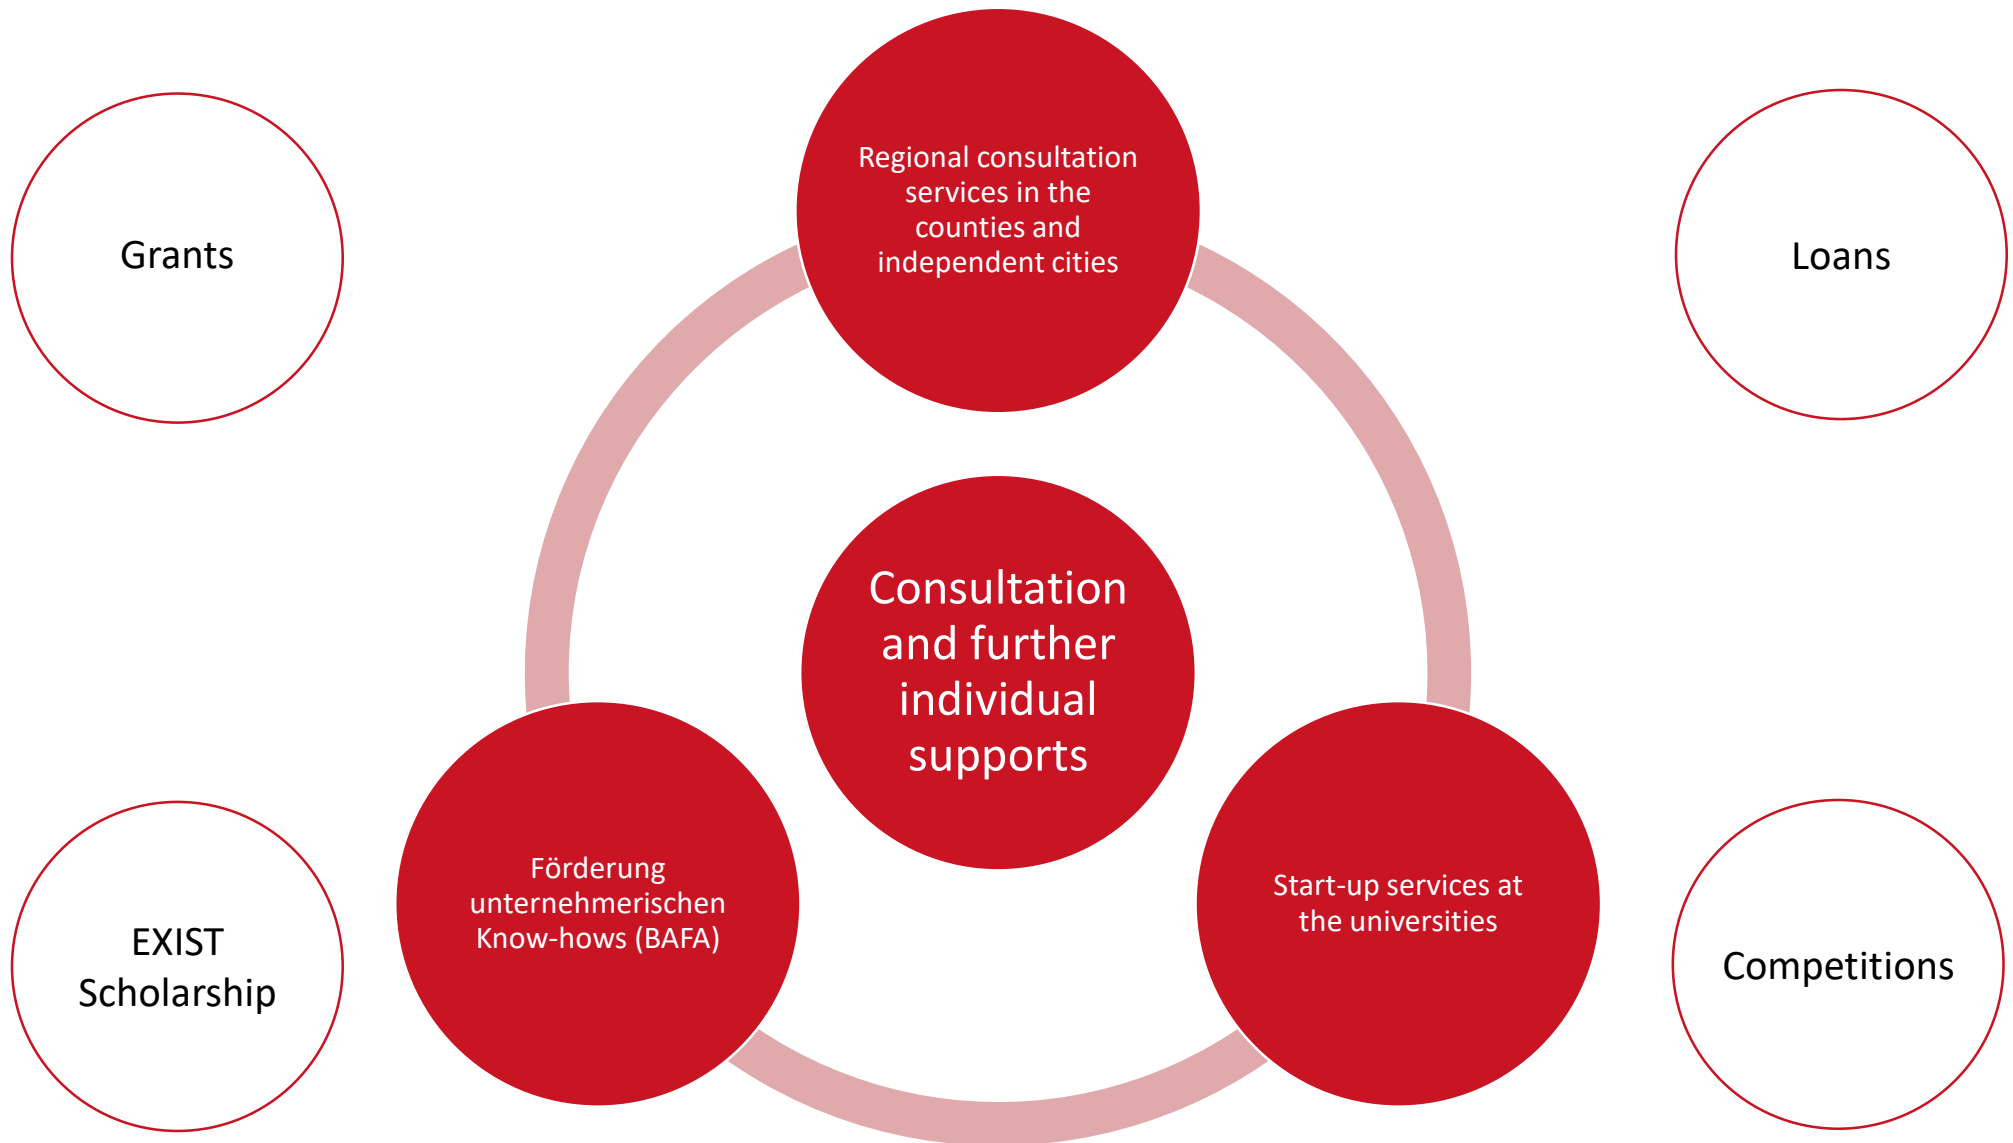 Regional consultation
services in the
counties and
independent cities
Grants
Loans
Consultation
and further
individual
supports
Förderung
unternehmerischen
Know-hows (BAFA)
Start-up services at
the universities
EXIST
Scholarship
Competitions